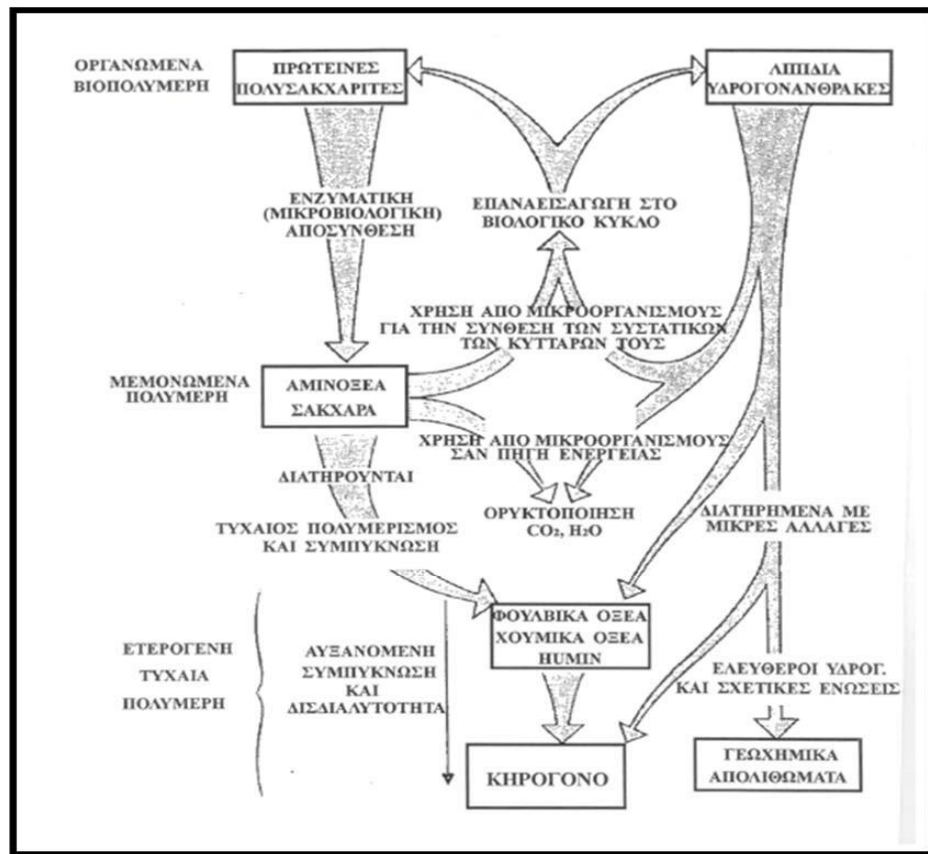 ΟΡΓΑΝΩΜΕΝΑ
ΒΙΟΠΟΛΥΜΕΡΗ
ΠΡΩΤΕΙΝΕΣ
ΠΟΛΥΣΑΚΧΑΡΙΤΕΣ
ΛΙΠΙΔΙΑ
ΥΔΡΟΓΟΝΑΝΘΡΑΚΕΣ
ΕΝΖΥΜΑΤΙΚΗ
(ΜΙΚΡΟΒΙΟΛΟΓΙΚΗ)
ΑΠΟΣΥΝΘΕΣΗ
ΕΠΑΝΑΕΙΣΑΓΩΓΗ ΣΤΟ
ΒΙΟΛΟΓΙΚΟ ΚΥΚΛΟ
ΧΡΗΣΗ ΑΠΟ ΜΙΚΡΟΟΡΓΑΝΙΣΜΟΥΣ
ΓΙΑ ΤΗΝ ΣΥΝΘΕΣΗ ΤΩΝ ΣΥΣΤΑΤΙΚΩΝ
ΤΩΝ ΚΥΤΤΑΡΩΝ ΤΟΥΣ
ΜΕΜΟΝΩΜΕΝΑ
ΠΟΛΥΜΕΡΗ
ΑΜΙΝΟΞΕΑ
ΣΑΚΧΑΡΑ
ΧΡΗΣΗ ΑΠΟ ΜΙΚΡΟΟΡΓΑΝΙΣΜΟΥΣ
ΣΑΝ ΠΗΓΗ ΕΝΕΡΓΕΙΑΣ
ΔΙΑΤΗΡΟΥΝΤΑΙ
ΟΡΥΚΤΟΠΟΙΗΣΗ
CO₂, H₂O
ΔΙΑΤΗΡΗΜΕΝΑ ΜΕ
ΜΙΚΡΕΣ ΑΛΛΑΓΕΣ
ΤΥΧΑΙΟΣ ΠΟΛΥΜΕΡΙΣΜΟΣ
ΚΑΙ ΣΥΜΠΥΚΝΩΣΗ
ΕΤΕΡΟΓΕΝΗ
ΤΥΧΑΙΑ
ΠΟΛΥΜΕΡΗ
ΑΥΞΑΝΟΜΕΝΗ
ΣΥΜΠΥΚΝΩΣΗ
ΚΑΙ
ΔΙΣΔΙΑΛΥΤΟΤΗΤΑ
ΦΟΥΛΒΙΚΑ ΟΞΕΑ
ΧΟΥΜΙΚΑ ΟΞΕΑ
HUMIN
ΕΛΕΥΘΕΡΟΙ ΥΔΡΟΓ.
ΚΑΙ ΣΧΕΤΙΚΕΣ ΕΝΩΣΕΙΣ
ΚΗΡΟΓΟΝΟ
ΓΕΩΧΗΜΙΚΑ
ΑΠΟΛΙΘΩΜΑΤΑ